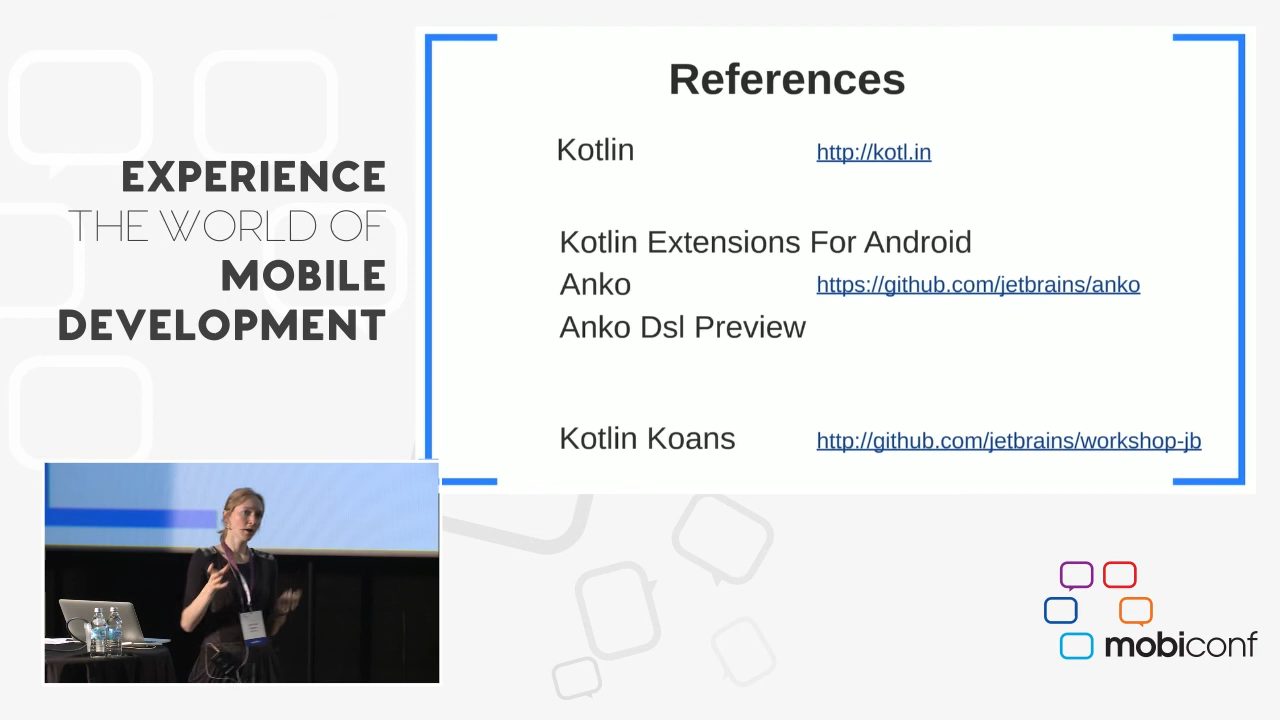 EXPERIENCE
THE WORLD OF
MOBILE
DEVELOPMENT
References
Kotlin http://kotl.in
Kotlin Extensions For Android
Anko https://github.com/jetbrains/anko
Anko Dsl Preview
Kotlin Koans http://github.com/jetbrains/workshop-jb
mobiconf